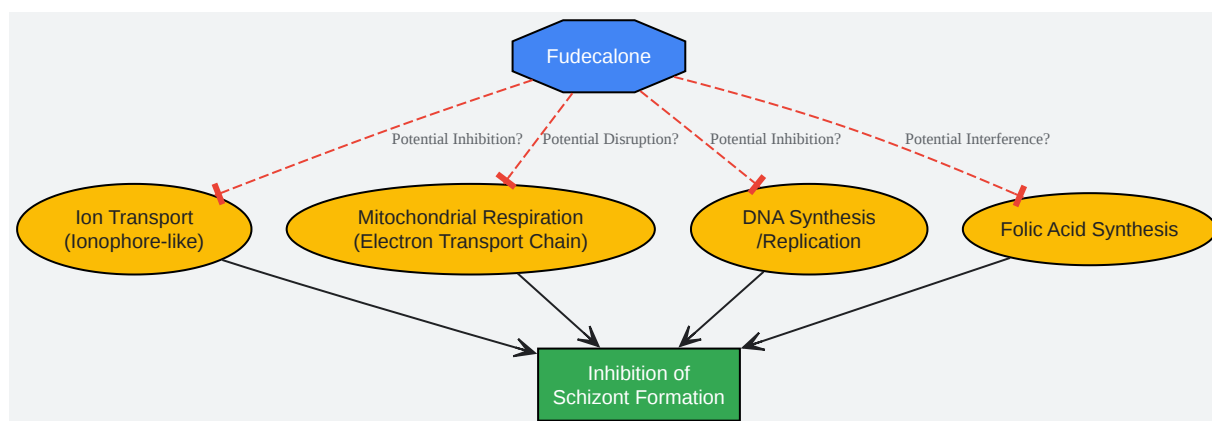 Fudecalone
Potential Inhibition?
Potential Disruption?
Potential Inhibition?
Potential Interference?
Ion Transport
(Ionophore-like)
Mitochondrial Respiration
(Electron Transport Chain)
DNA Synthesis
/Replication
Folic Acid Synthesis
Inhibition of
Schizont Formation